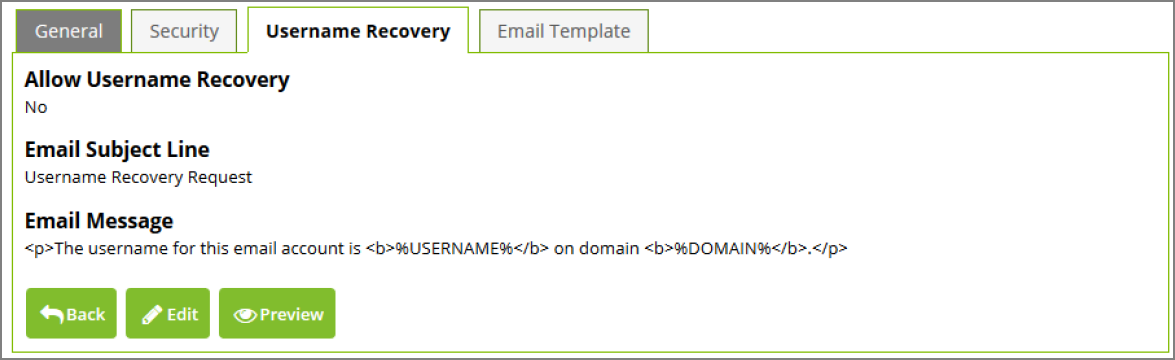 General Security Username Recovery Email Template
Allow Username Recovery
No
Email Subject Line
Username Recovery Request
Email Message
<p>The username for this email account is <b>%USERNAME%</b> on domain <b>%DOMAIN%</b>.</p>
Back Edit Preview